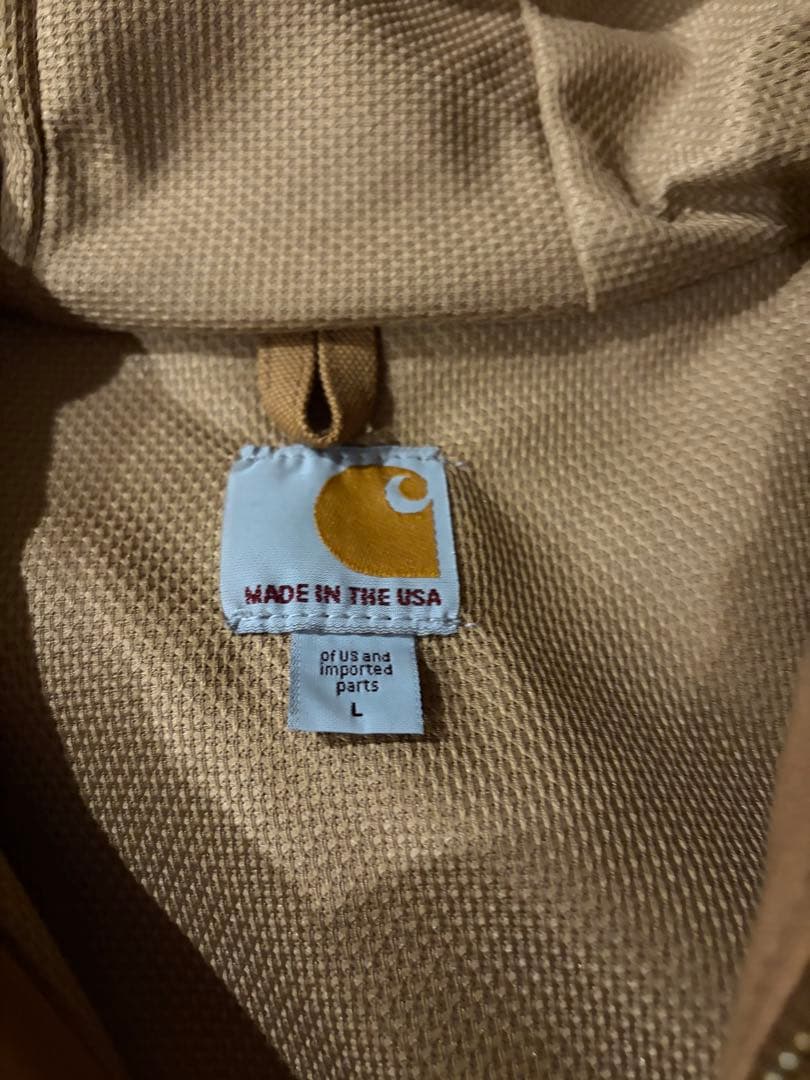 MADE IN THE USA
of US and
imported
parts
L